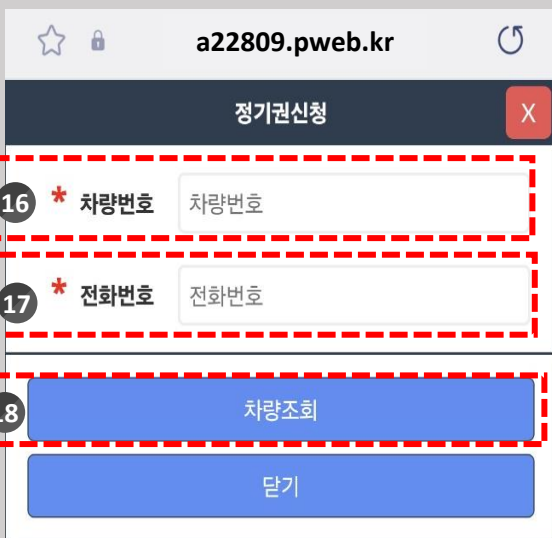 a22809.pweb.kr
정기권신청 X
16 * 차량번호 차량번호
17 * 전화번호 전화번호
18 차량조회
닫기